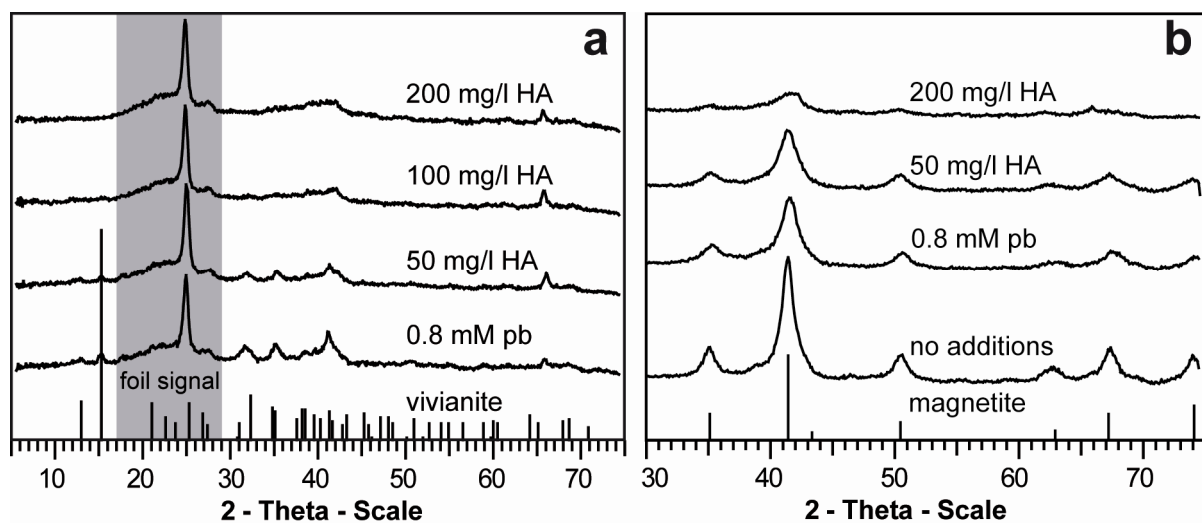 a
200 mg/l HA
100 mg/l HA
50 mg/l HA
0.8 mM pb
foil signal
vivianite
10 20 30 40 50 60 70
2 - Theta - Scale
b
200 mg/l HA
50 mg/l HA
0.8 mM pb
no additions
magnetite
30 40 50 60 70
2 - Theta - Scale